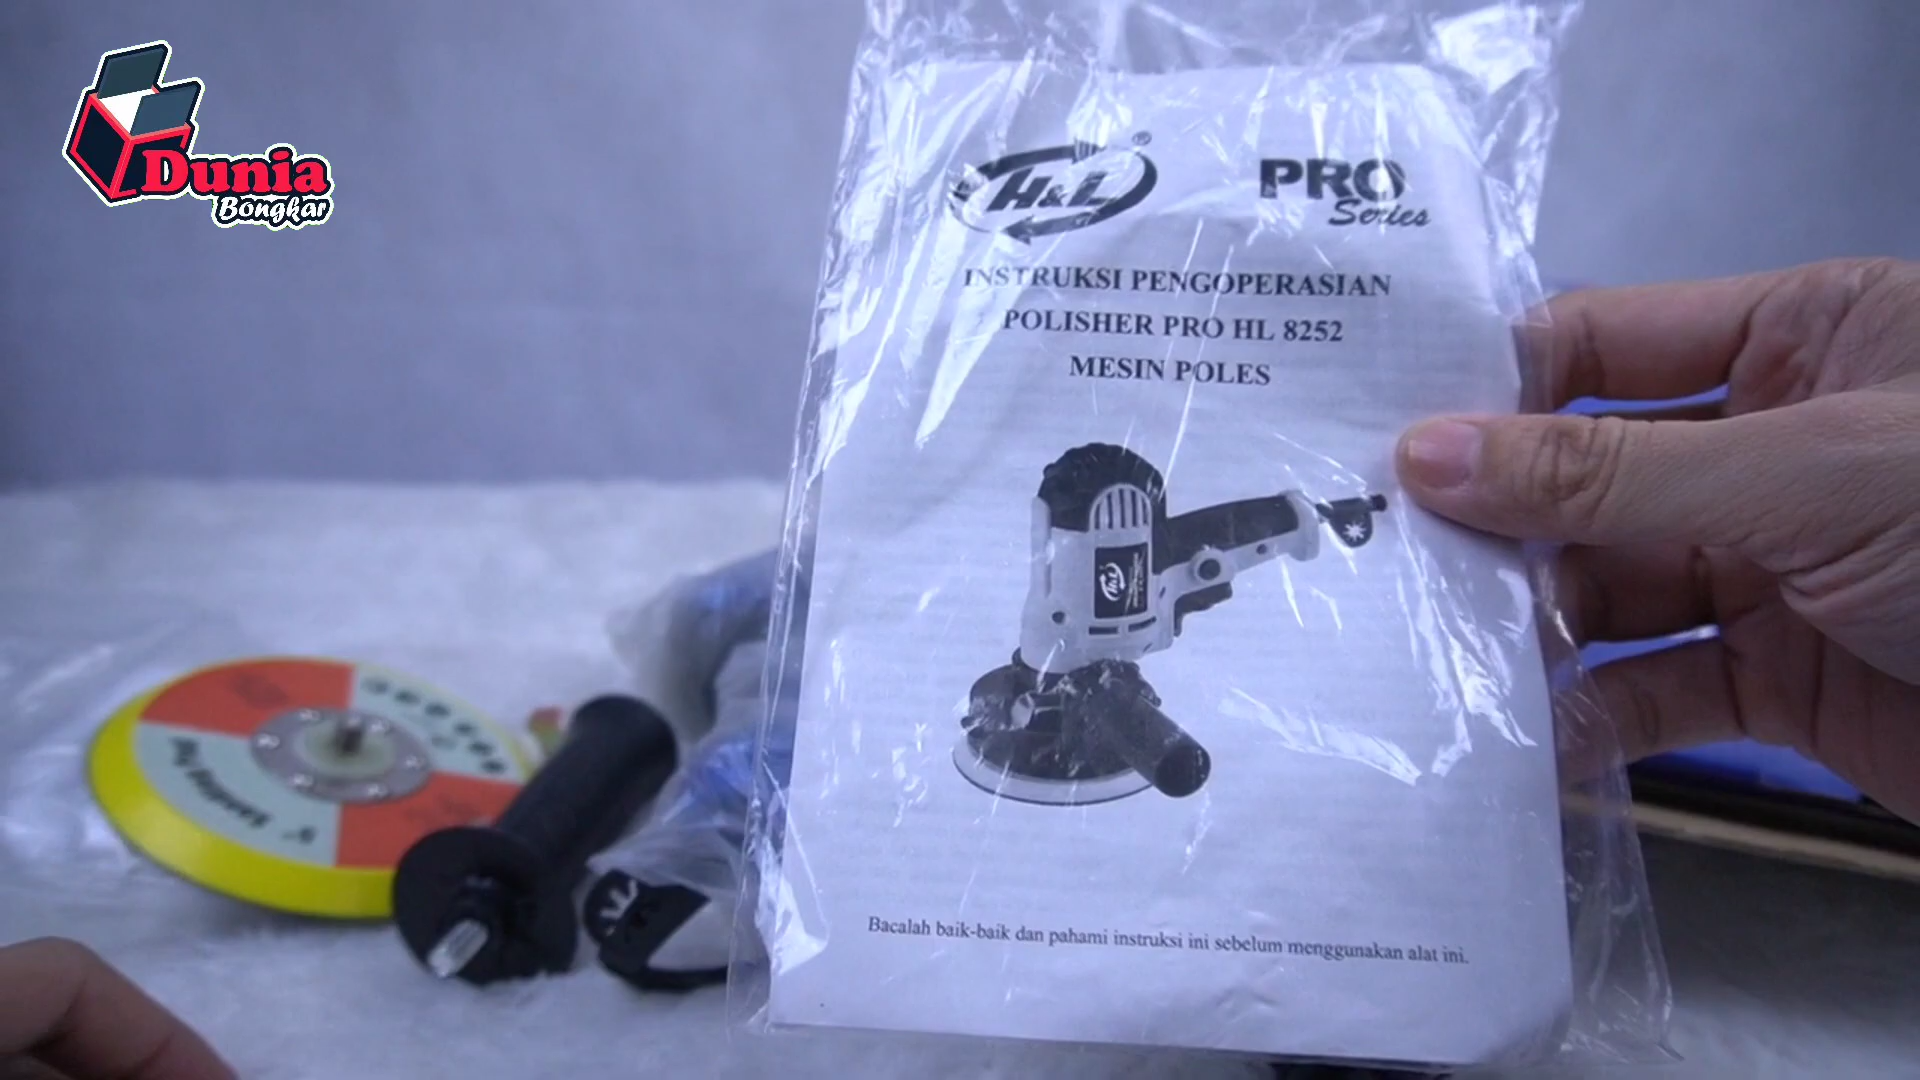 Dunia
Bongkar
H&L®
PRO
Series
INSTRUKSI PENGOPERASIAN
POLISHER PRO HL 8252
MESIN POLES
H&L
Bacalah baik-baik dan pahami instruksi ini sebelum menggunakan alat ini.